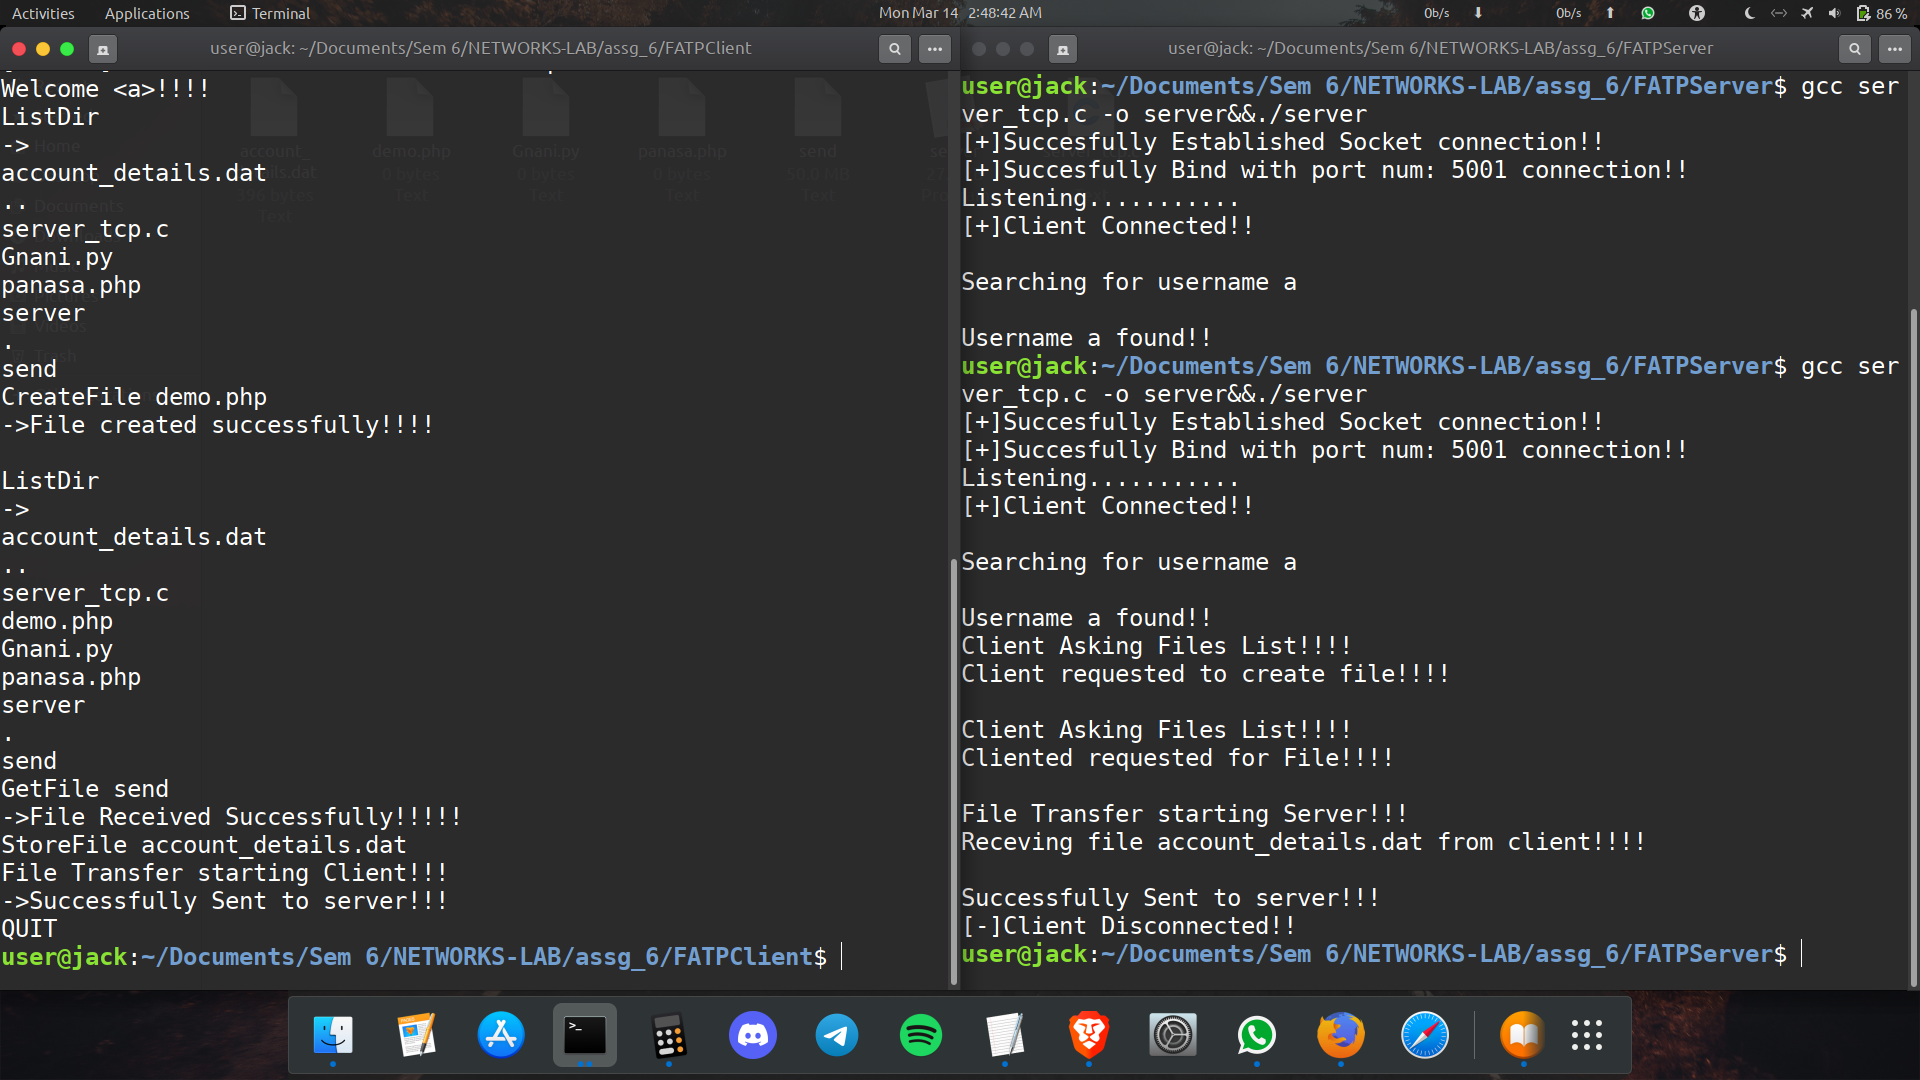 Activities Applications Terminal Mon Mar 14 2:48:42 AM 0b/s 0b/s 86 %
user@jack: ~/Documents/Sem 6/NETWORKS-LAB/assg_6/FATPClient
Welcome <a>!!!!
ListDir
->
account_details.dat
..
server_tcp.c
Gnani.py
panasa.php
server
.
send
CreateFile demo.php
->File created successfully!!!!
ListDir
->
account_details.dat
..
server_tcp.c
demo.php
Gnani.py
panasa.php
server
.
send
GetFile send
->File Received Successfully!!!!!
StoreFile account_details.dat
File Transfer starting Client!!!
->Successfully Sent to server!!!
QUIT
user@jack:~/Documents/Sem 6/NETWORKS-LAB/assg_6/FATPClient$
user@jack: ~/Documents/Sem 6/NETWORKS-LAB/assg_6/FATPServer
user@jack:~/Documents/Sem 6/NETWORKS-LAB/assg_6/FATPServer$ gcc ser
ver_tcp.c -o server&&./server
[+]Succesfully Established Socket connection!!
[+]Succesfully Bind with port num: 5001 connection!!
Listening...........
[+]Client Connected!!
Searching for username a
Username a found!!
user@jack:~/Documents/Sem 6/NETWORKS-LAB/assg_6/FATPServer$ gcc ser
ver_tcp.c -o server&&./server
[+]Succesfully Established Socket connection!!
[+]Succesfully Bind with port num: 5001 connection!!
Listening...........
[+]Client Connected!!
Searching for username a
Username a found!!
Client Asking Files List!!!!
Client requested to create file!!!!
Client Asking Files List!!!!
Cliented requested for File!!!!
File Transfer starting Server!!!
Receving file account_details.dat from client!!!!
Successfully Sent to server!!!
[-]Client Disconnected!!
user@jack:~/Documents/Sem 6/NETWORKS-LAB/assg_6/FATPServer$